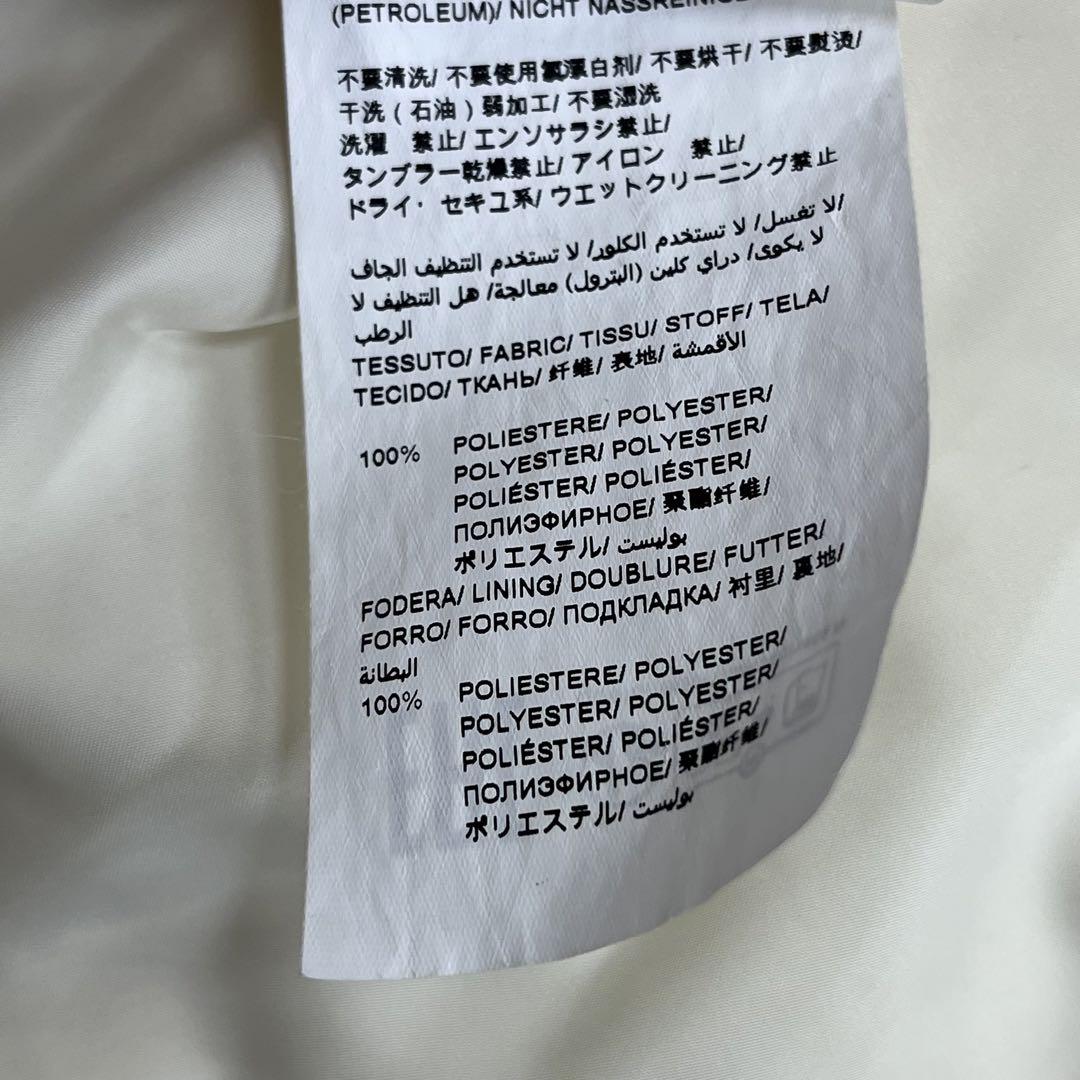 (PETROLEUM)/ NICHT NASSREINIGE
不要清洗/ 不要使用氯漂白剂/ 不要烘干/ 不要熨烫/
干洗（石油）弱加工/ 不要湿洗
洗濯　禁止/ エンソサラシ禁止/
タンブラー乾燥禁止/ アイロン　禁止/
ドライ・セキユ系/ ウエットクリーニング禁止
لا تغسل/ لا تستخدم الكلور/ لا تستخدم التنظيف الجاف/
لا يكوى/ دراي كلين (البترول) معالجة/ هل التنظيف لا
الرطب
TESSUTO/ FABRIC/ TISSU/ STOFF/ TELA/
TECIDO/ ТКАНЬ/ 纤维/ 表地/ الأقمشة
100% POLIESTERE/ POLYESTER/
POLYESTER/ POLYESTER/
POLIÉSTER/ POLIÉSTER/
ПОЛИЭФИРНОЕ/ 聚酯纤维/
ポリエステル/ بوليست
FODERA/ LINING/ DOUBLURE/ FUTTER/
FORRO/ FORRO/ ПОДКЛАДКА/ 衬里/ 裏地/
البطانة
100% POLIESTERE/ POLYESTER/
POLYESTER/ POLYESTER/
POLIÉSTER/ POLIÉSTER/
ПОЛИЭФИРНОЕ/ 聚酯纤维/
ポリエステル/ بوليست